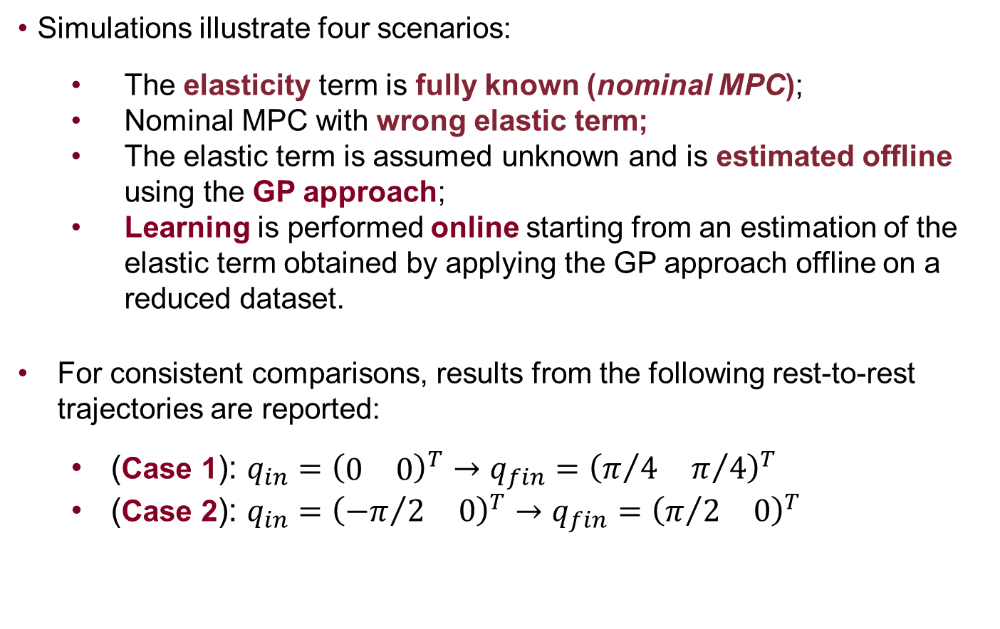 • Simulations illustrate four scenarios:
• The elasticity term is fully known (nominal MPC);
• Nominal MPC with wrong elastic term;
• The elastic term is assumed unknown and is estimated offline
using the GP approach;
• Learning is performed online starting from an estimation of the
elastic term obtained by applying the GP approach offline on a
reduced dataset.
• For consistent comparisons, results from the following rest-to-rest
trajectories are reported:
• (Case 1): $q_{in} = (0 \quad 0)^T \rightarrow q_{fin} = (\pi/4 \quad \pi/4)^T$
• (Case 2): $q_{in} = (-\pi/2 \quad 0)^T \rightarrow q_{fin} = (\pi/2 \quad 0)^T$